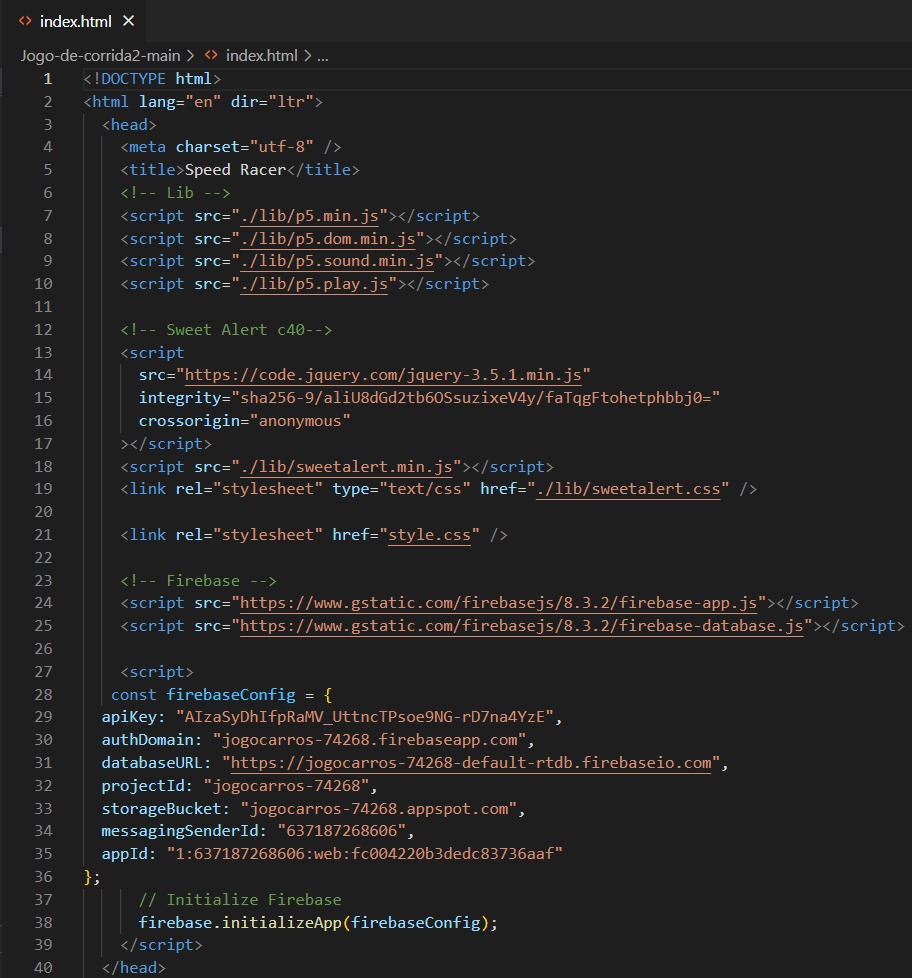 index.html
Jogo-de-corrida2-main > index.html > ...
1 <!DOCTYPE html>
2 <html lang="en" dir="ltr">
3 <head>
4 <meta charset="utf-8" />
5 <title>Speed Racer</title>
6 <!-- Lib -->
7 <script src="./lib/p5.min.js"></script>
8 <script src="./lib/p5.dom.min.js"></script>
9 <script src="./lib/p5.sound.min.js"></script>
10 <script src="./lib/p5.play.js"></script>
11
12 <!-- Sweet Alert c40-->
13 <script
14 src="https://code.jquery.com/jquery-3.5.1.min.js"
15 integrity="sha256-9/aliU8dGd2tb6OSsuzixeV4y/faTqgFtohetphbbj0="
16 crossorigin="anonymous"
17 ></script>
18 <script src="./lib/sweetalert.min.js"></script>
19 <link rel="stylesheet" type="text/css" href="./lib/sweetalert.css" />
20
21 <link rel="stylesheet" href="style.css" />
22
23 <!-- Firebase -->
24 <script src="https://www.gstatic.com/firebasejs/8.3.2/firebase-app.js"></script>
25 <script src="https://www.gstatic.com/firebasejs/8.3.2/firebase-database.js"></script>
26
27 <script>
28 const firebaseConfig = {
29 apiKey: "AIzaSyDhIfpRaMV_UttncTPsoe9NG-rD7na4YzE",
30 authDomain: "jogocarros-74268.firebaseapp.com",
31 databaseURL: "https://jogocarros-74268-default-rtdb.firebaseio.com",
32 projectId: "jogocarros-74268",
33 storageBucket: "jogocarros-74268.appspot.com",
34 messagingSenderId: "637187268606",
35 appId: "1:637187268606:web:fc004220b3dedc83736aaf"
36 };
37 // Initialize Firebase
38 firebase.initializeApp(firebaseConfig);
39 </script>
40 </head>